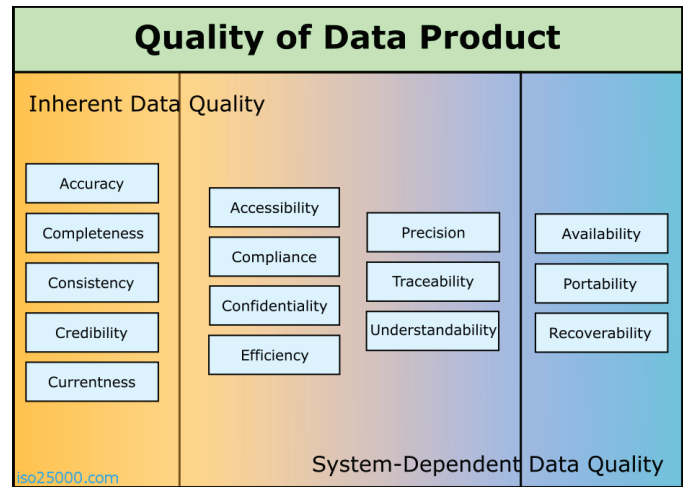 Quality of Data Product
Inherent Data Quality
Accuracy
Completeness
Consistency
Credibility
Currentness
Accessibility
Compliance
Confidentiality
Efficiency
Precision
Traceability
Understandability
Availability
Portability
Recoverability
System-Dependent Data Quality
iso25000.com